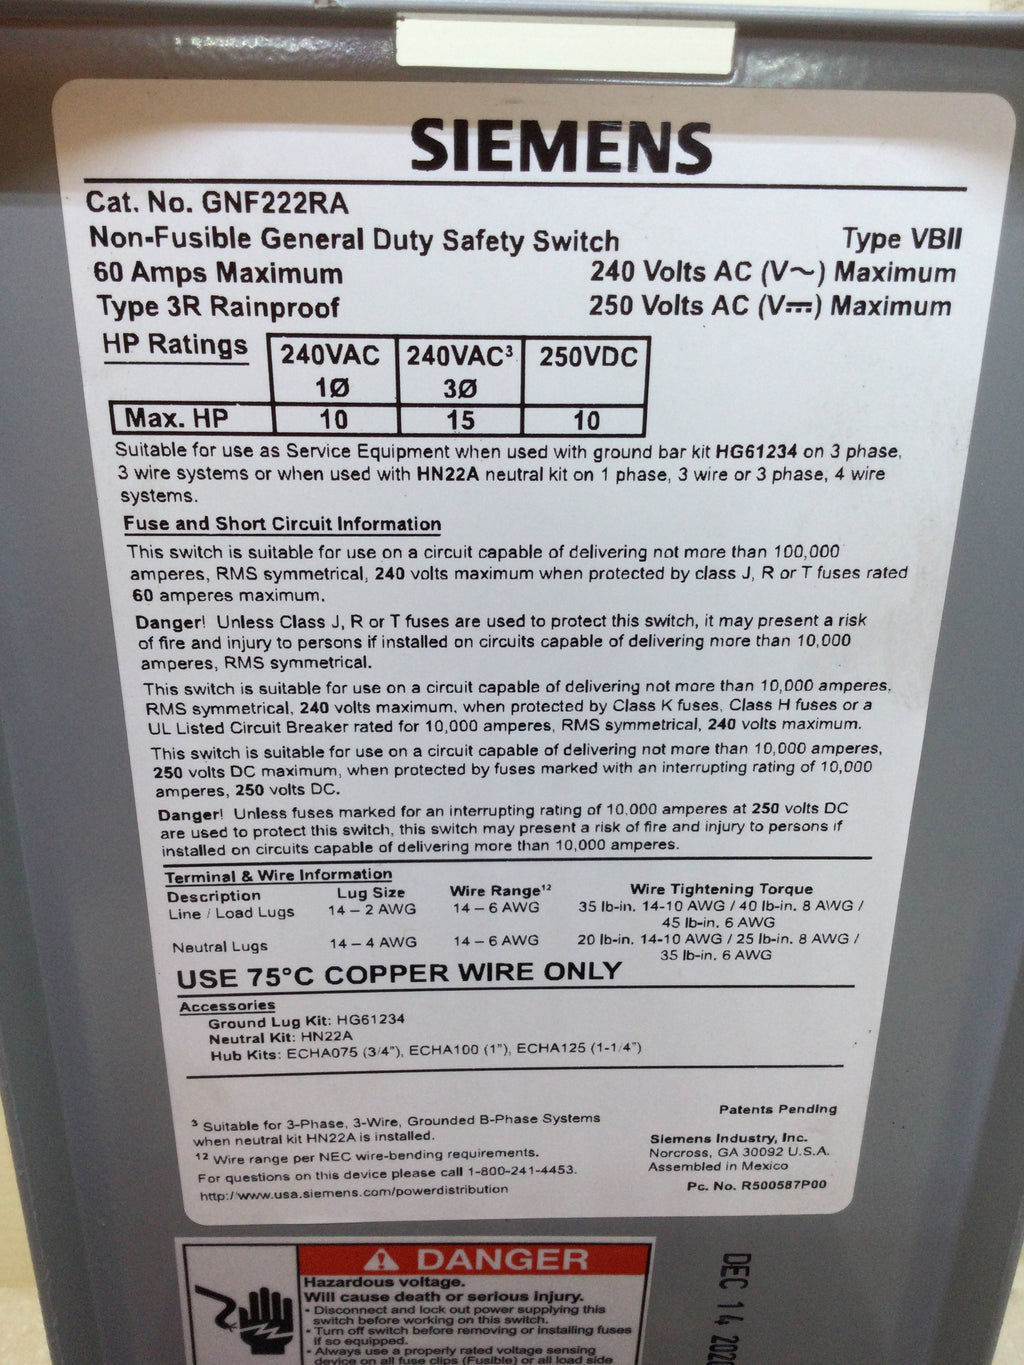 SIEMENS
Cat. No. GNF222RA
Non-Fusible General Duty Safety Switch Type VBII
60 Amps Maximum 240 Volts AC (V~) Maximum
Type 3R Rainproof 250 Volts AC (V⎓) Maximum
HP Ratings 240VAC 240VAC³ 250VDC
1Ø 3Ø
Max. HP 10 15 10
Suitable for use as Service Equipment when used with ground bar kit HG61234 on 3 phase,
3 wire systems or when used with HN22A neutral kit on 1 phase, 3 wire or 3 phase, 4 wire
systems.
Fuse and Short Circuit Information
This switch is suitable for use on a circuit capable of delivering not more than 100,000
amperes, RMS symmetrical, 240 volts maximum when protected by class J, R or T fuses rated
60 amperes maximum.
Danger! Unless Class J, R or T fuses are used to protect this switch, it may present a risk
of fire and injury to persons if installed on circuits capable of delivering more than 10,000
amperes, RMS symmetrical.
This switch is suitable for use on a circuit capable of delivering not more than 10,000 amperes,
RMS symmetrical, 240 volts maximum, when protected by Class K fuses, Class H fuses or a
UL Listed Circuit Breaker rated for 10,000 amperes, RMS symmetrical, 240 volts maximum.
This switch is suitable for use on a circuit capable of delivering not more than 10,000 amperes,
250 volts DC maximum, when protected by fuses marked with an interrupting rating of 10,000
amperes, 250 volts DC.
Danger! Unless fuses marked for an interrupting rating of 10,000 amperes at 250 volts DC
are used to protect this switch, this switch may present a risk of fire and injury to persons if
installed on circuits capable of delivering more than 10,000 amperes.
Terminal & Wire Information
Description Lug Size Wire Range¹² Wire Tightening Torque
Line / Load Lugs 14 – 2 AWG 14 – 6 AWG 35 lb-in. 14-10 AWG / 40 lb-in. 8 AWG /
45 lb-in. 6 AWG
Neutral Lugs 14 – 4 AWG 14 – 6 AWG 20 lb-in. 14-10 AWG / 25 lb-in. 8 AWG /
35 lb-in. 6 AWG
USE 75°C COPPER WIRE ONLY
Accessories
Ground Lug Kit: HG61234
Neutral Kit: HN22A
Hub Kits: ECHA075 (3/4"), ECHA100 (1"), ECHA125 (1-1/4")
³ Suitable for 3-Phase, 3-Wire, Grounded B-Phase Systems
when neutral kit HN22A is installed.
¹² Wire range per NEC wire-bending requirements.
For questions on this device please call 1-800-241-4453.
http://www.usa.siemens.com/powerdistribution
Patents Pending
Siemens Industry, Inc.
Norcross, GA 30092 U.S.A.
Assembled in Mexico
Pc. No. R500587P00
DANGER
Hazardous voltage.
Will cause death or serious injury.
• Disconnect and lock out power supplying this
switch before working on this switch.
• Turn off switch before removing or installing fuses
if so equipped.
• Always use a properly rated voltage sensing
device on all fuse clips (Fusible) or all load side
DEC 14 2020